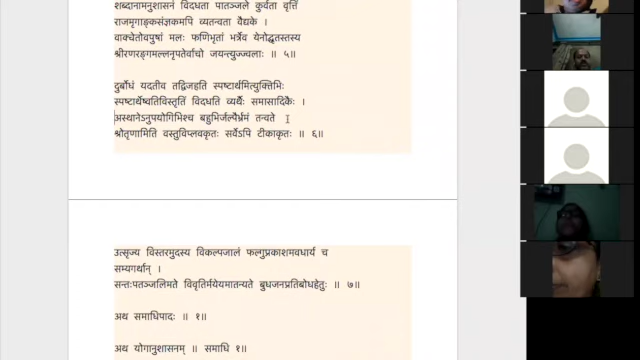 शब्दानामनुशासनं विदधता पातञ्जले कुर्वता वृत्तिं
राजमृगाङ्कसंज्ञकमपि व्यतन्वता वैद्यके ।
वाक्चेतोवपुषां मलः फणिभृतां भर्त्रेव येनोद्धृतस्तस्य
श्रीरणरङ्गमल्लनृपतेर्वाचो जयन्त्युज्ज्वलाः ॥ ५॥
दुर्बोधं यदतीव तद्विजहति स्पष्टार्थमित्युक्तिभिः
स्पष्टार्थेष्वतिविस्तृतिं विदधति व्यर्थैः समासादिकैः ।
अस्थानेऽनुपयोगिभिश्च बहुभिर्जल्पैर्भ्रमं तन्वते
श्रोतृणामिति वस्तुविप्लवकृतः सर्वेऽपि टीकाकृतः ॥ ६॥
उत्सृज्य विस्तरमुदस्य विकल्पजालं फल्गुप्रकाशमवधार्य च
सम्यगर्थान् ।
सन्तःपतञ्जलिमते विवृतिर्मयेयमातन्यते बुधजनप्रतिबोधहेतुः ॥ ७॥
अथ समाधिपादः ॥ १॥
अथ योगानुशासनम् ॥ समाधि १॥